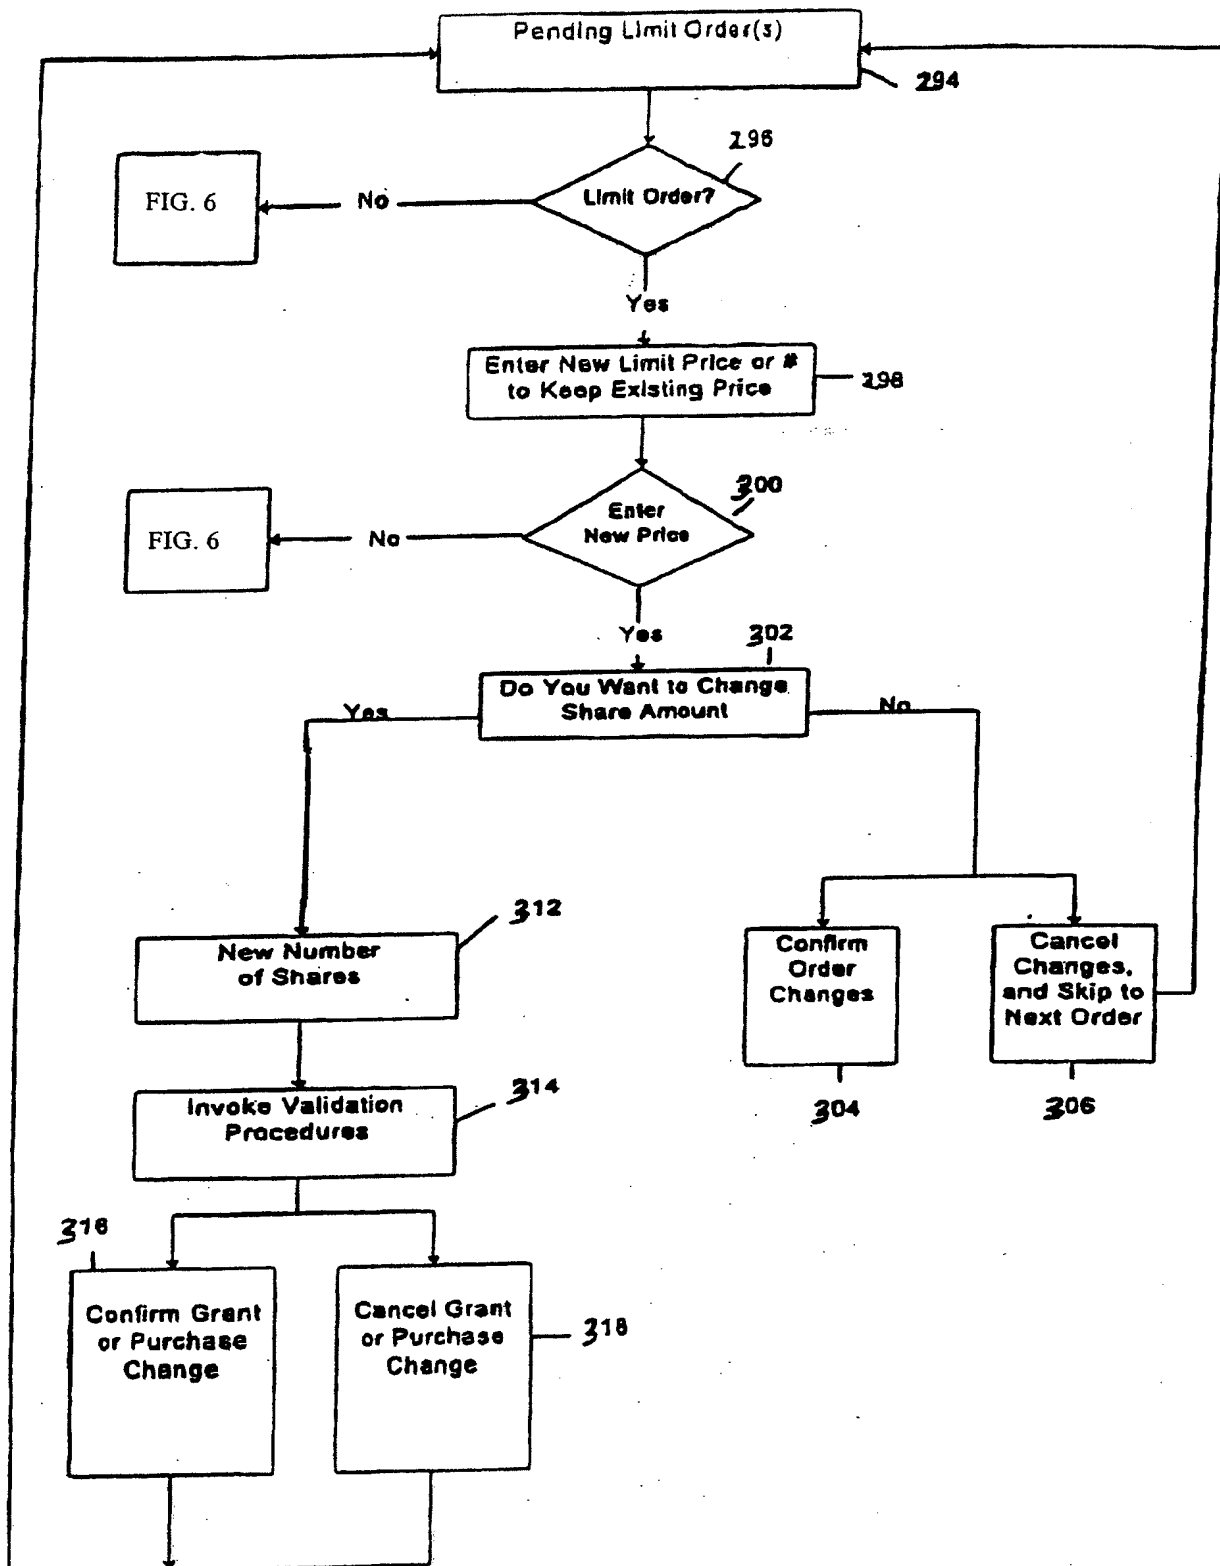 Pending Limit Order(s)
294
296
FIG. 6
No
Limit Order?
Yes
Enter New Limit Price or #
to Keep Existing Price
298
300
FIG. 6
No
Enter
New Price
Yes
302
Do You Want to Change
Share Amount
Yes
No
312
New Number
of Shares
Confirm
Order
Changes
Cancel
Changes,
and Skip to
Next Order
314
Invoke Validation
Procedures
304
306
316
Confirm Grant
or Purchase
Change
Cancel Grant
or Purchase
Change
318